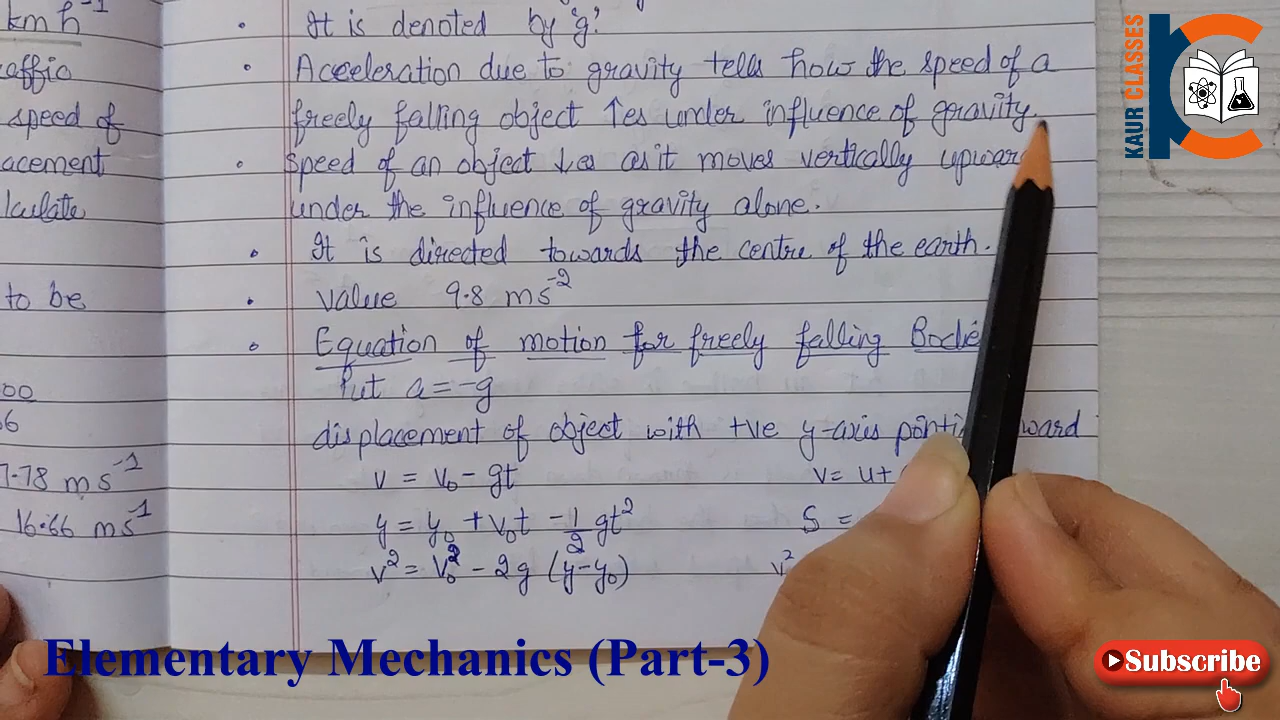 km h⁻¹
affic
speed of
acement
lculate
to be
00
6
7.78 ms⁻¹
16.66 ms⁻¹
• It is denoted by 'g'.
• Acceleration due to gravity tells how the speed of a
freely falling object ↑es under influence of gravity.
• Speed of an object ↓es as it moves vertically upward
under the influence of gravity alone.
• It is directed towards the centre of the earth.
• Value 9.8 ms⁻²
• Equation of motion for freely falling Bodie
Put a = -g
displacement of object with +ve y-axis pointi ward
v = v₀ - gt v = u +
y = y₀ + v₀t - 1/2 gt² S =
v² = v₀² - 2g (y-y₀) v²
KAUR CLASSES
Elementary Mechanics (Part-3)
Subscribe